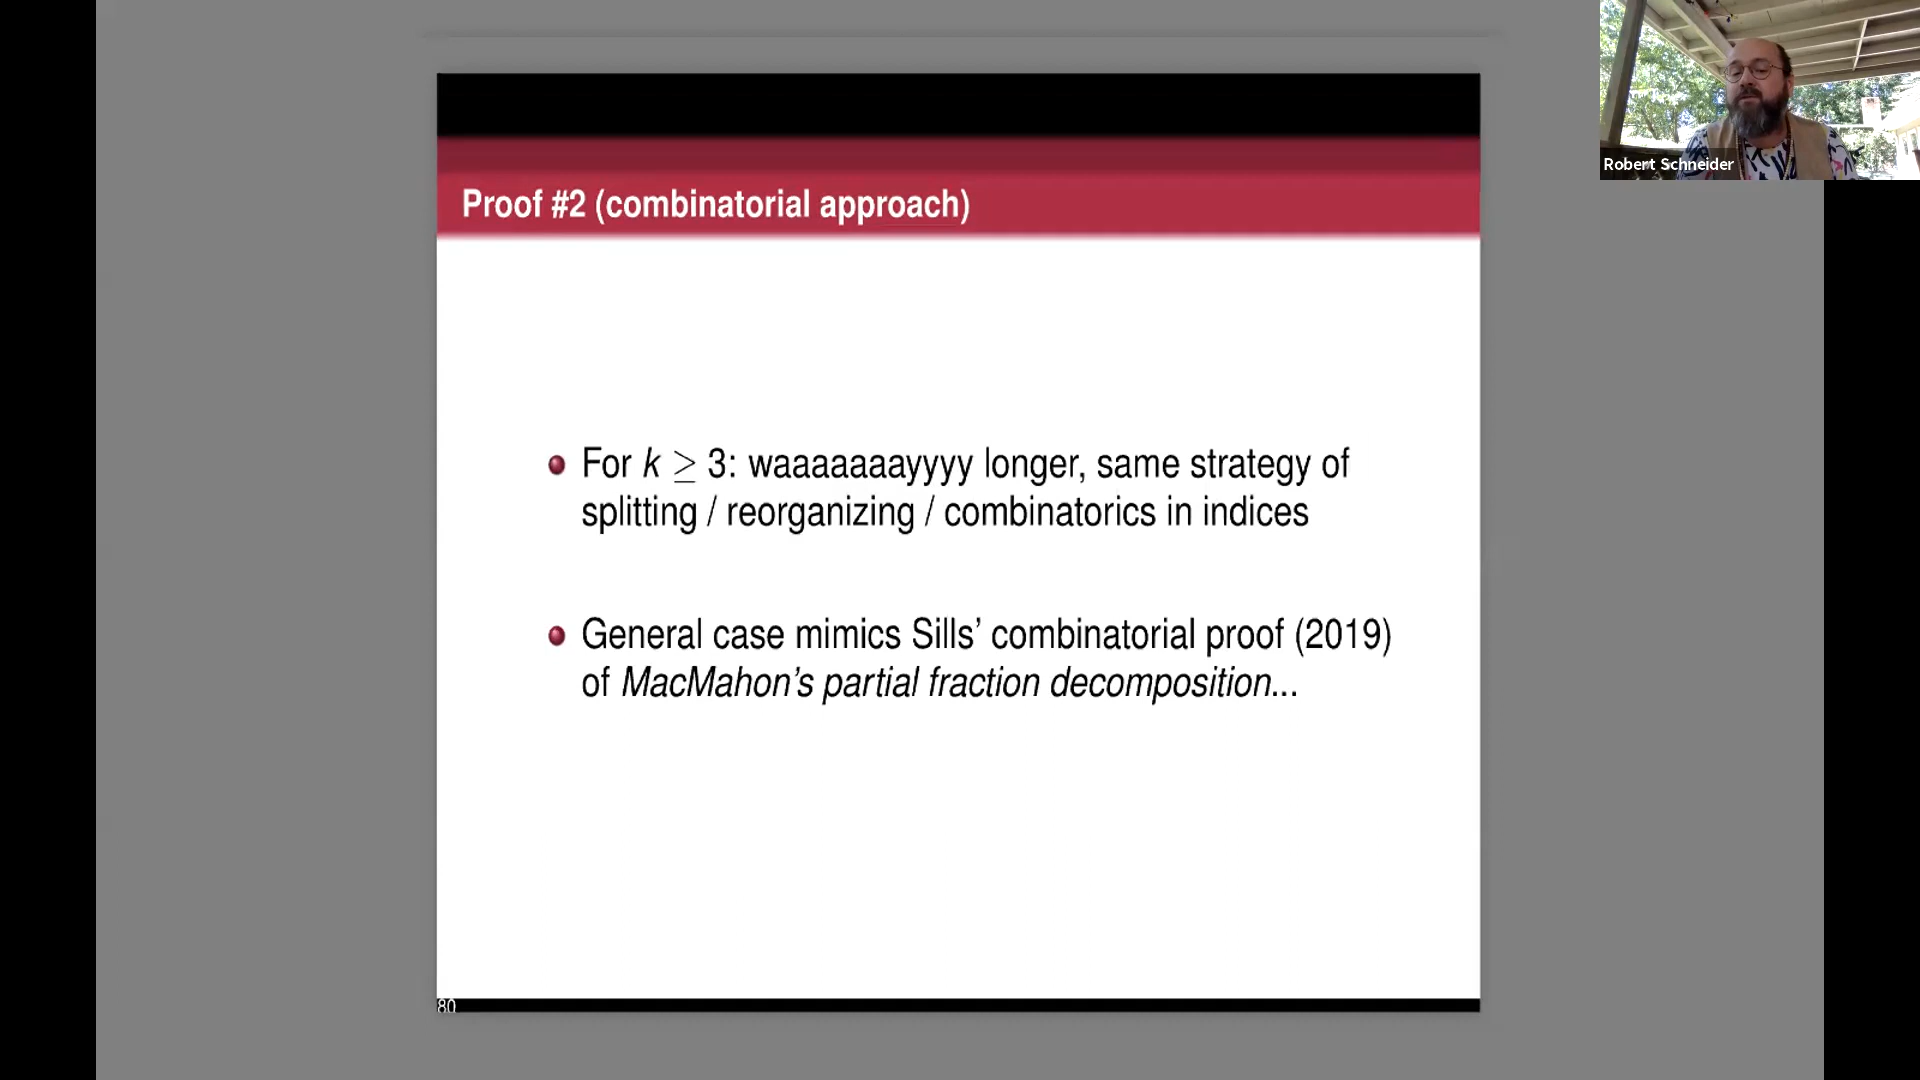 Proof #2 (combinatorial approach)
For k ≥ 3: waaaaaaayyyy longer, same strategy of
splitting / reorganizing / combinatorics in indices
General case mimics Sills’ combinatorial proof (2019)
of MacMahon’s partial fraction decomposition...
80
Robert Schneider